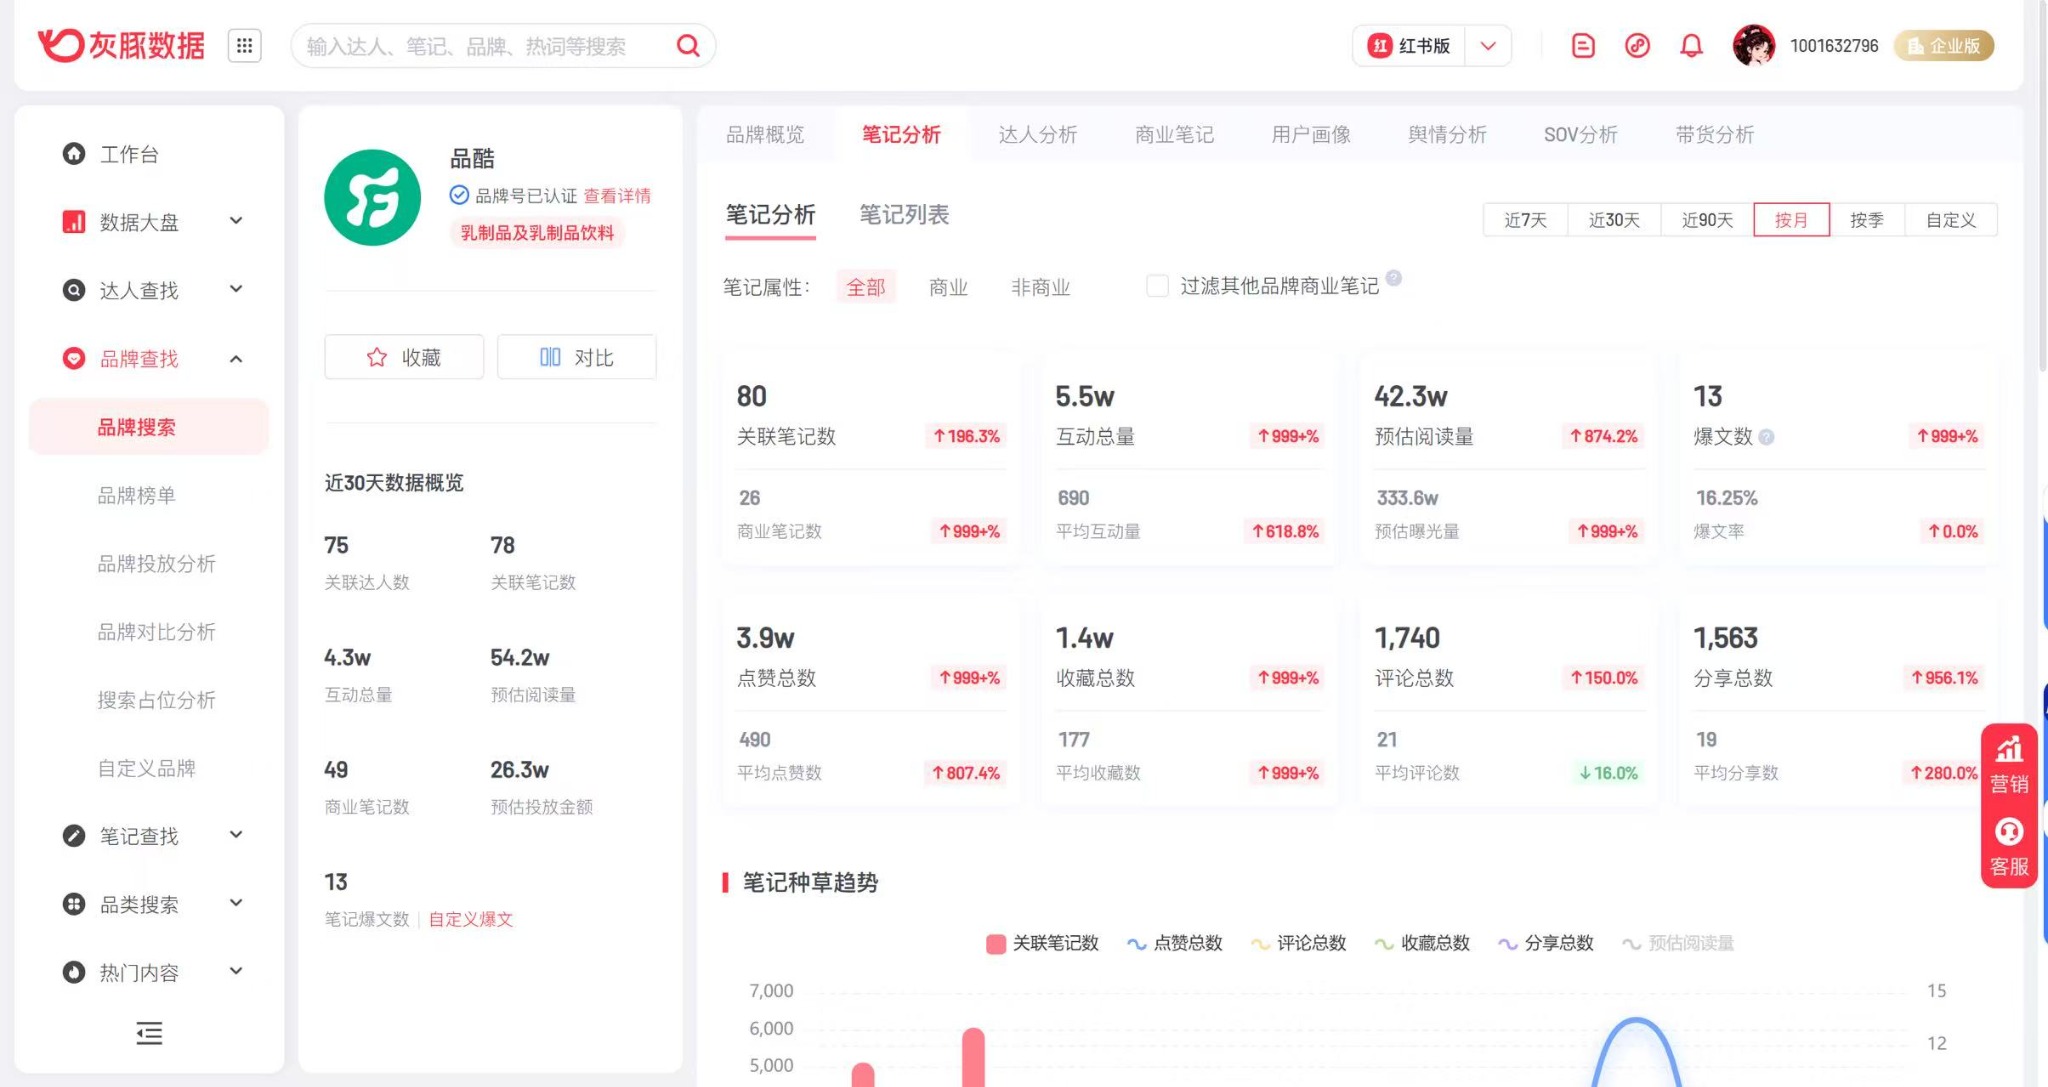 灰豚数据
输入达人、笔记、品牌、热词等搜索
红 红书版
1001632796
企业版
工作台
数据大盘
达人查找
品牌查找
品牌搜索
品牌榜单
品牌投放分析
品牌对比分析
搜索占位分析
自定义品牌
笔记查找
品类搜索
热门内容
品酷
品牌号已认证 查看详情
乳制品及乳制品饮料
收藏 对比
近30天数据概览
75 78
关联达人数 关联笔记数
4.3w 54.2w
互动总量 预估阅读量
49 26.3w
商业笔记数 预估投放金额
13
笔记爆文数 自定义爆文
品牌概览 笔记分析 达人分析 商业笔记 用户画像 舆情分析 SOV分析 带货分析
笔记分析 笔记列表
近7天 近30天 近90天 按月 按季 自定义
笔记属性: 全部 商业 非商业 过滤其他品牌商业笔记 ?
80 5.5w 42.3w 13
关联笔记数 ↑196.3% 互动总量 ↑999+% 预估阅读量 ↑874.2% 爆文数 ? ↑999+%
26 690 333.6w 16.25%
商业笔记数 ↑999+% 平均互动量 ↑618.8% 预估曝光量 ↑999+% 爆文率 ↑0.0%
3.9w 1.4w 1,740 1,563
点赞总数 ↑999+% 收藏总数 ↑999+% 评论总数 ↑150.0% 分享总数 ↑956.1%
490 177 21 19
平均点赞数 ↑807.4% 平均收藏数 ↑999+% 平均评论数 ↓16.0% 平均分享数 ↑280.0%
营销
客服
笔记种草趋势
关联笔记数 点赞总数 评论总数 收藏总数 分享总数 预估阅读量
7,000 15
6,000 12
5,000